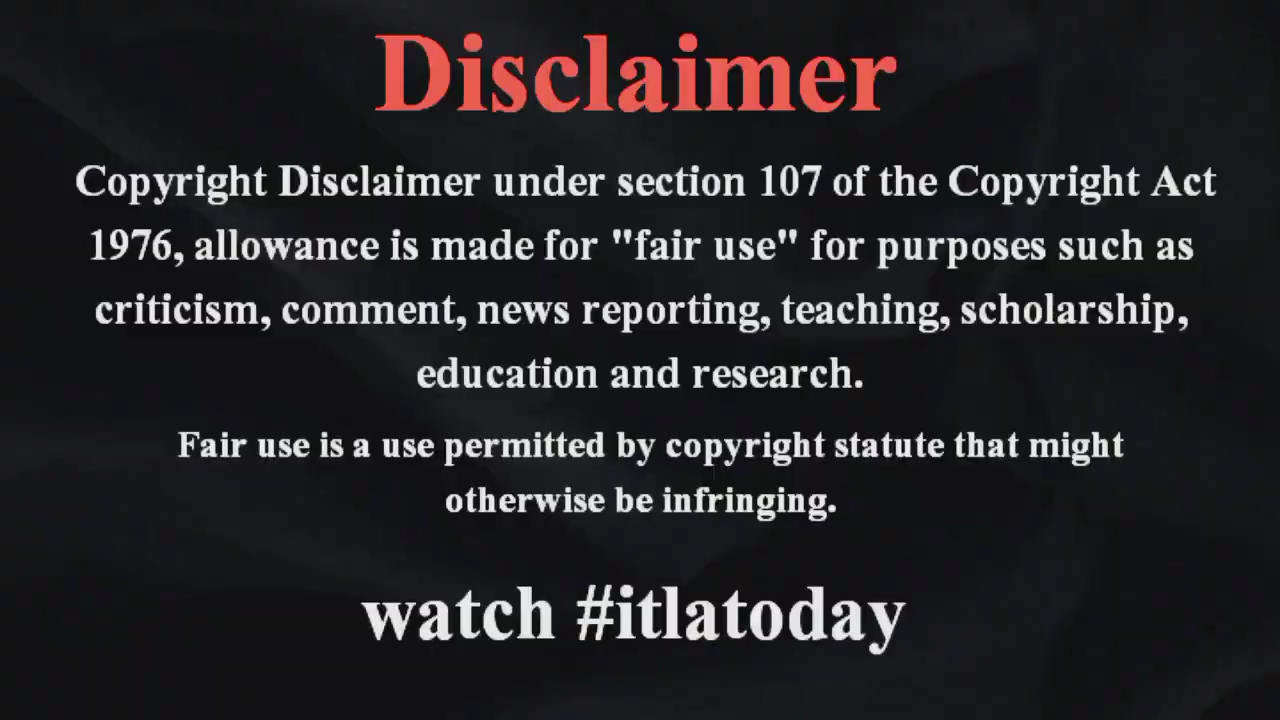 Disclaimer
Copyright Disclaimer under section 107 of the Copyright Act
1976, allowance is made for "fair use" for purposes such as
criticism, comment, news reporting, teaching, scholarship,
education and research.
Fair use is a use permitted by copyright statute that might
otherwise be infringing.
watch #itlatoday